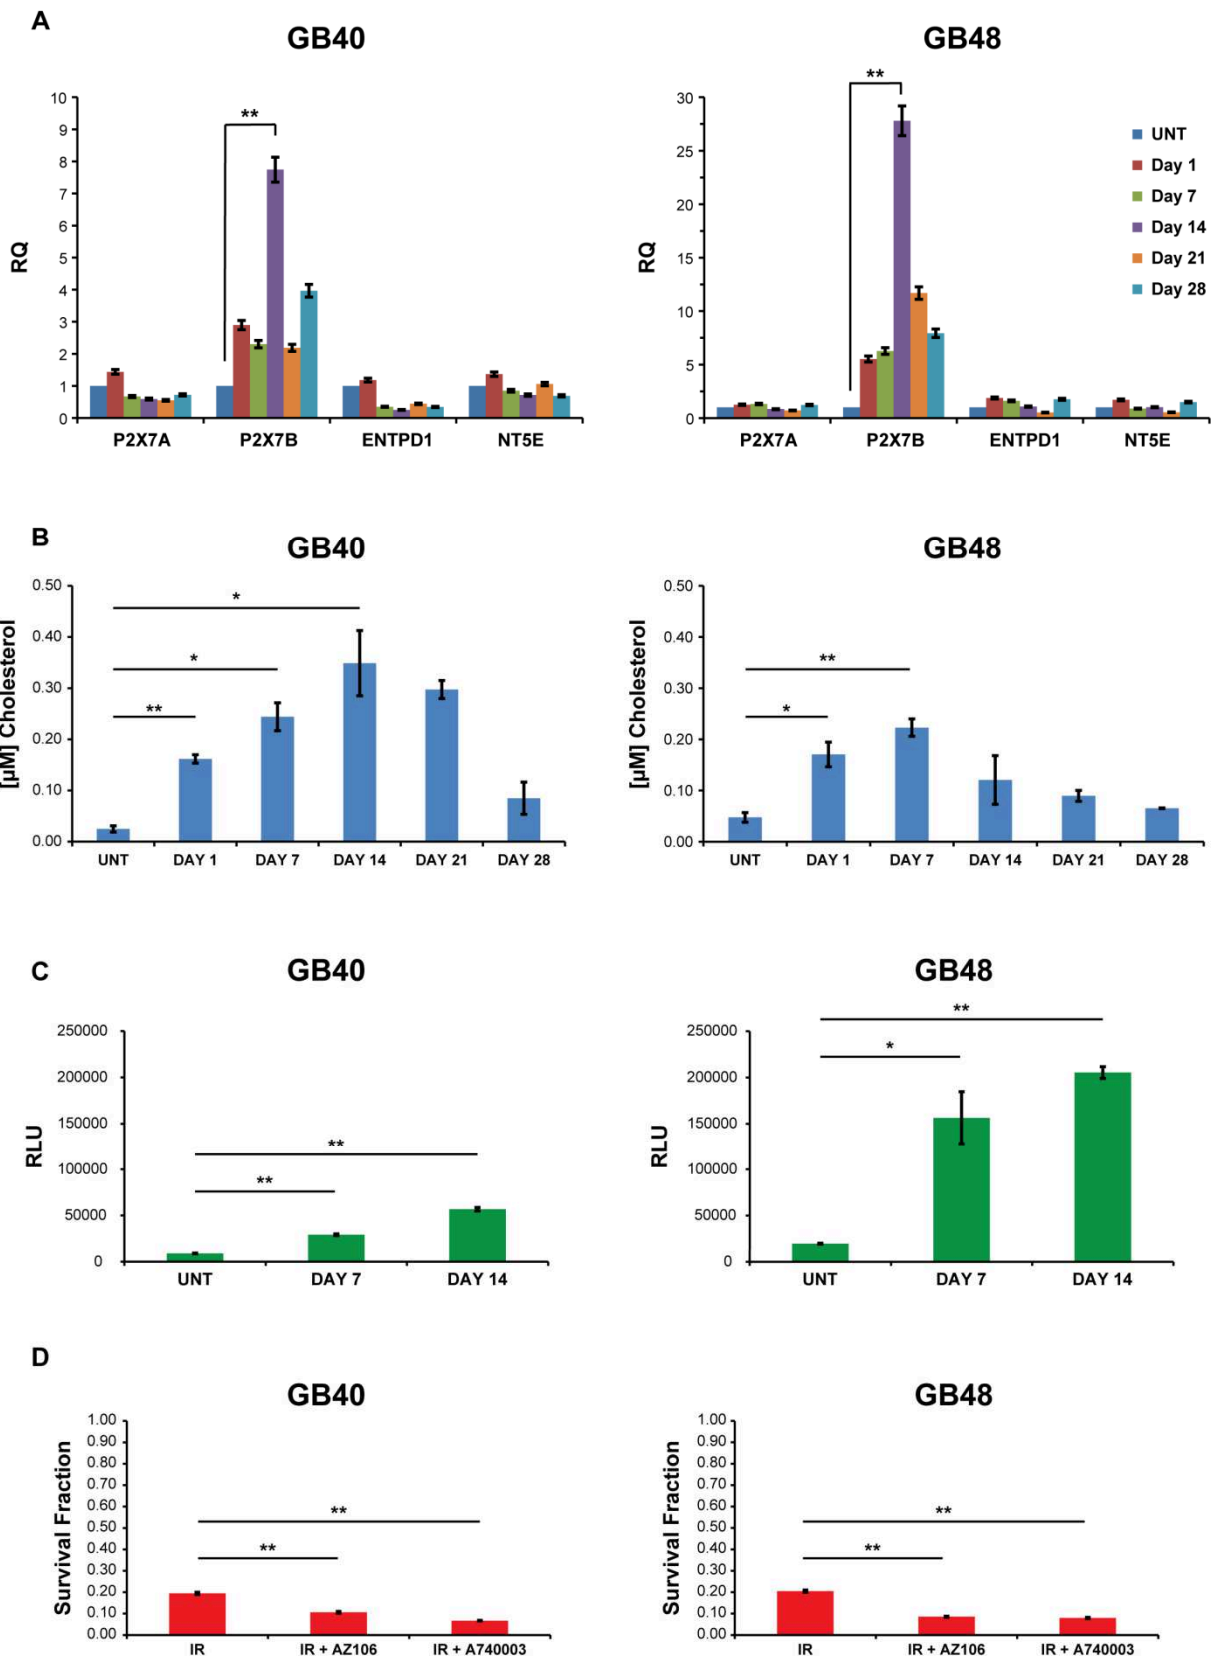 A
GB40
GB48
**
**
10
9
8
7
6
5
4
3
2
1
0
RQ
P2X7A P2X7B ENTPD1 NT5E
30
25
20
15
10
5
0
RQ
P2X7A P2X7B ENTPD1 NT5E
UNT
Day 1
Day 7
Day 14
Day 21
Day 28
B
GB40
GB48
[µM] Cholesterol
0.50
0.40
0.30
0.20
0.10
0.00
*
*
**
UNT DAY 1 DAY 7 DAY 14 DAY 21 DAY 28
[µM] Cholesterol
0.50
0.40
0.30
0.20
0.10
0.00
**
*
UNT DAY 1 DAY 7 DAY 14 DAY 21 DAY 28
C
GB40
GB48
RLU
250000
200000
150000
100000
50000
0
**
**
UNT DAY 7 DAY 14
RLU
250000
200000
150000
100000
50000
0
**
*
UNT DAY 7 DAY 14
D
GB40
GB48
Survival Fraction
1.00
0.90
0.80
0.70
0.60
0.50
0.40
0.30
0.20
0.10
0.00
**
**
IR IR + AZ106 IR + A740003
Survival Fraction
1.00
0.90
0.80
0.70
0.60
0.50
0.40
0.30
0.20
0.10
0.00
**
**
IR IR + AZ106 IR + A740003